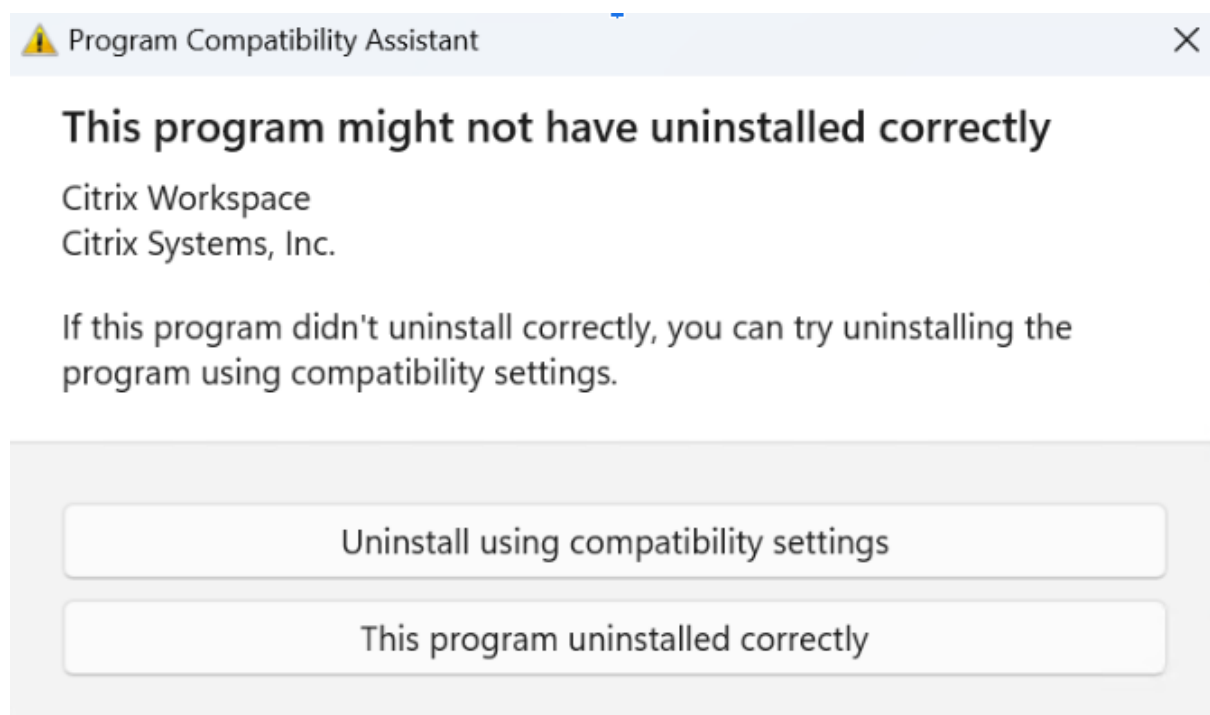 Program Compatibility Assistant
This program might not have uninstalled correctly
Citrix Workspace
Citrix Systems, Inc.
If this program didn't uninstall correctly, you can try uninstalling the
program using compatibility settings.
Uninstall using compatibility settings
This program uninstalled correctly